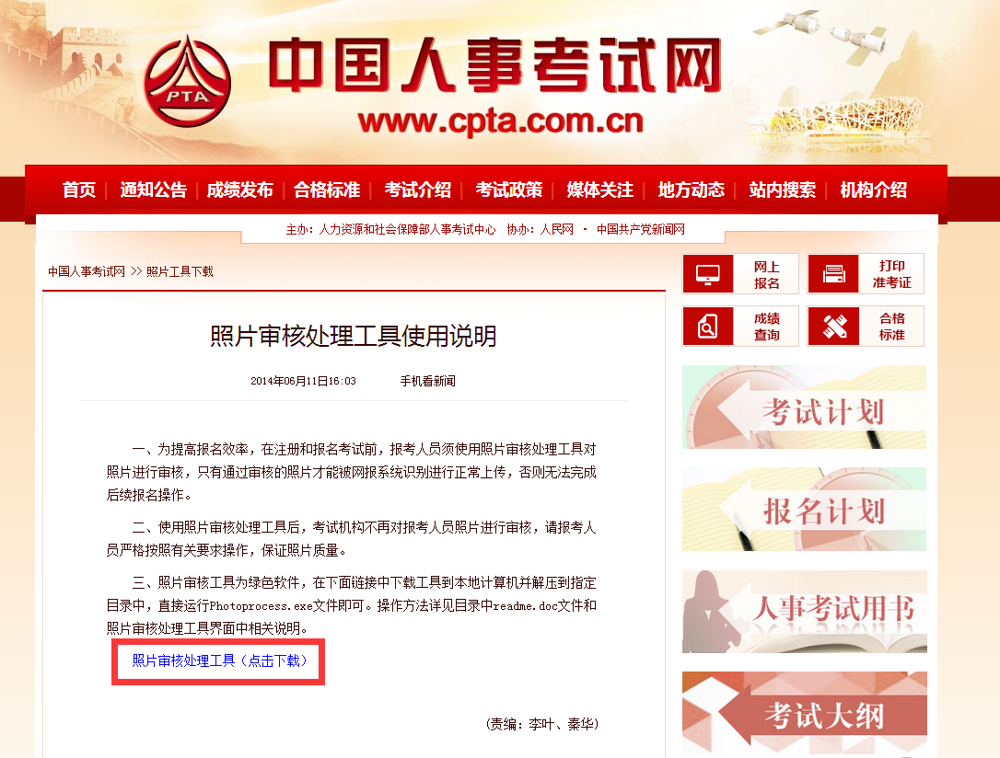 PTA
中国人事考试网
www.cpta.com.cn
首页 | 通知公告 | 成绩发布 | 合格标准 | 考试介绍 | 考试政策 | 媒体关注 | 地方动态 | 站内搜索 | 机构介绍
主办：人力资源和社会保障部人事考试中心 协办：人民网 · 中国共产党新闻网
中国人事考试网 >> 照片工具下载
照片审核处理工具使用说明
2014年06月11日16:03 手机看新闻
一、为提高报名效率，在注册和报名考试前，报考人员须使用照片审核处理工具对
照片进行审核，只有通过审核的照片才能被网报系统识别进行正常上传，否则无法完成
后续报名操作。
二、使用照片审核处理工具后，考试机构不再对报考人员照片进行审核，请报考人
员严格按照有关要求操作，保证照片质量。
三、照片审核工具为绿色软件，在下面链接中下载工具到本地计算机并解压到指定
目录中，直接运行Photoprocess.exe文件即可。操作方法详见目录中readme.doc文件和
照片审核处理工具界面中相关说明。
照片审核处理工具（点击下载）
(责编：李叶、秦华)
网上
报名
打印
准考证
成绩
查询
合格
标准
考试计划
报名计划
人事考试用书
考试大纲